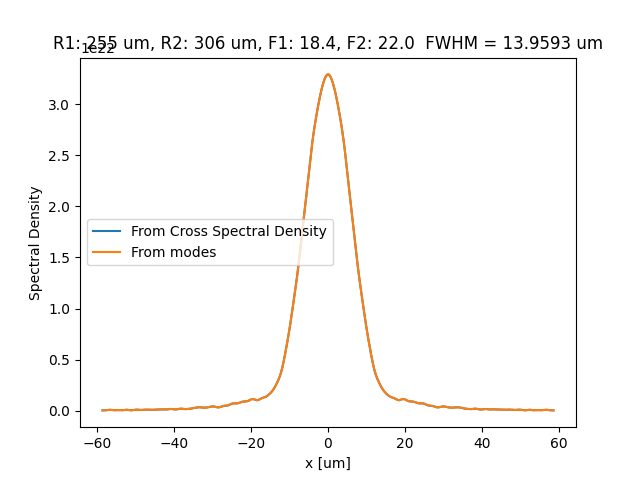 R1: 255 um, R2: 306 um, F1: 18.4, F2: 22.0  FWHM = 13.9593 um
1e22
3.0
2.5
2.0
1.5
1.0
0.5
0.0
Spectral Density
From Cross Spectral Density
From modes
−60 −40 −20 0 20 40 60
x [um]